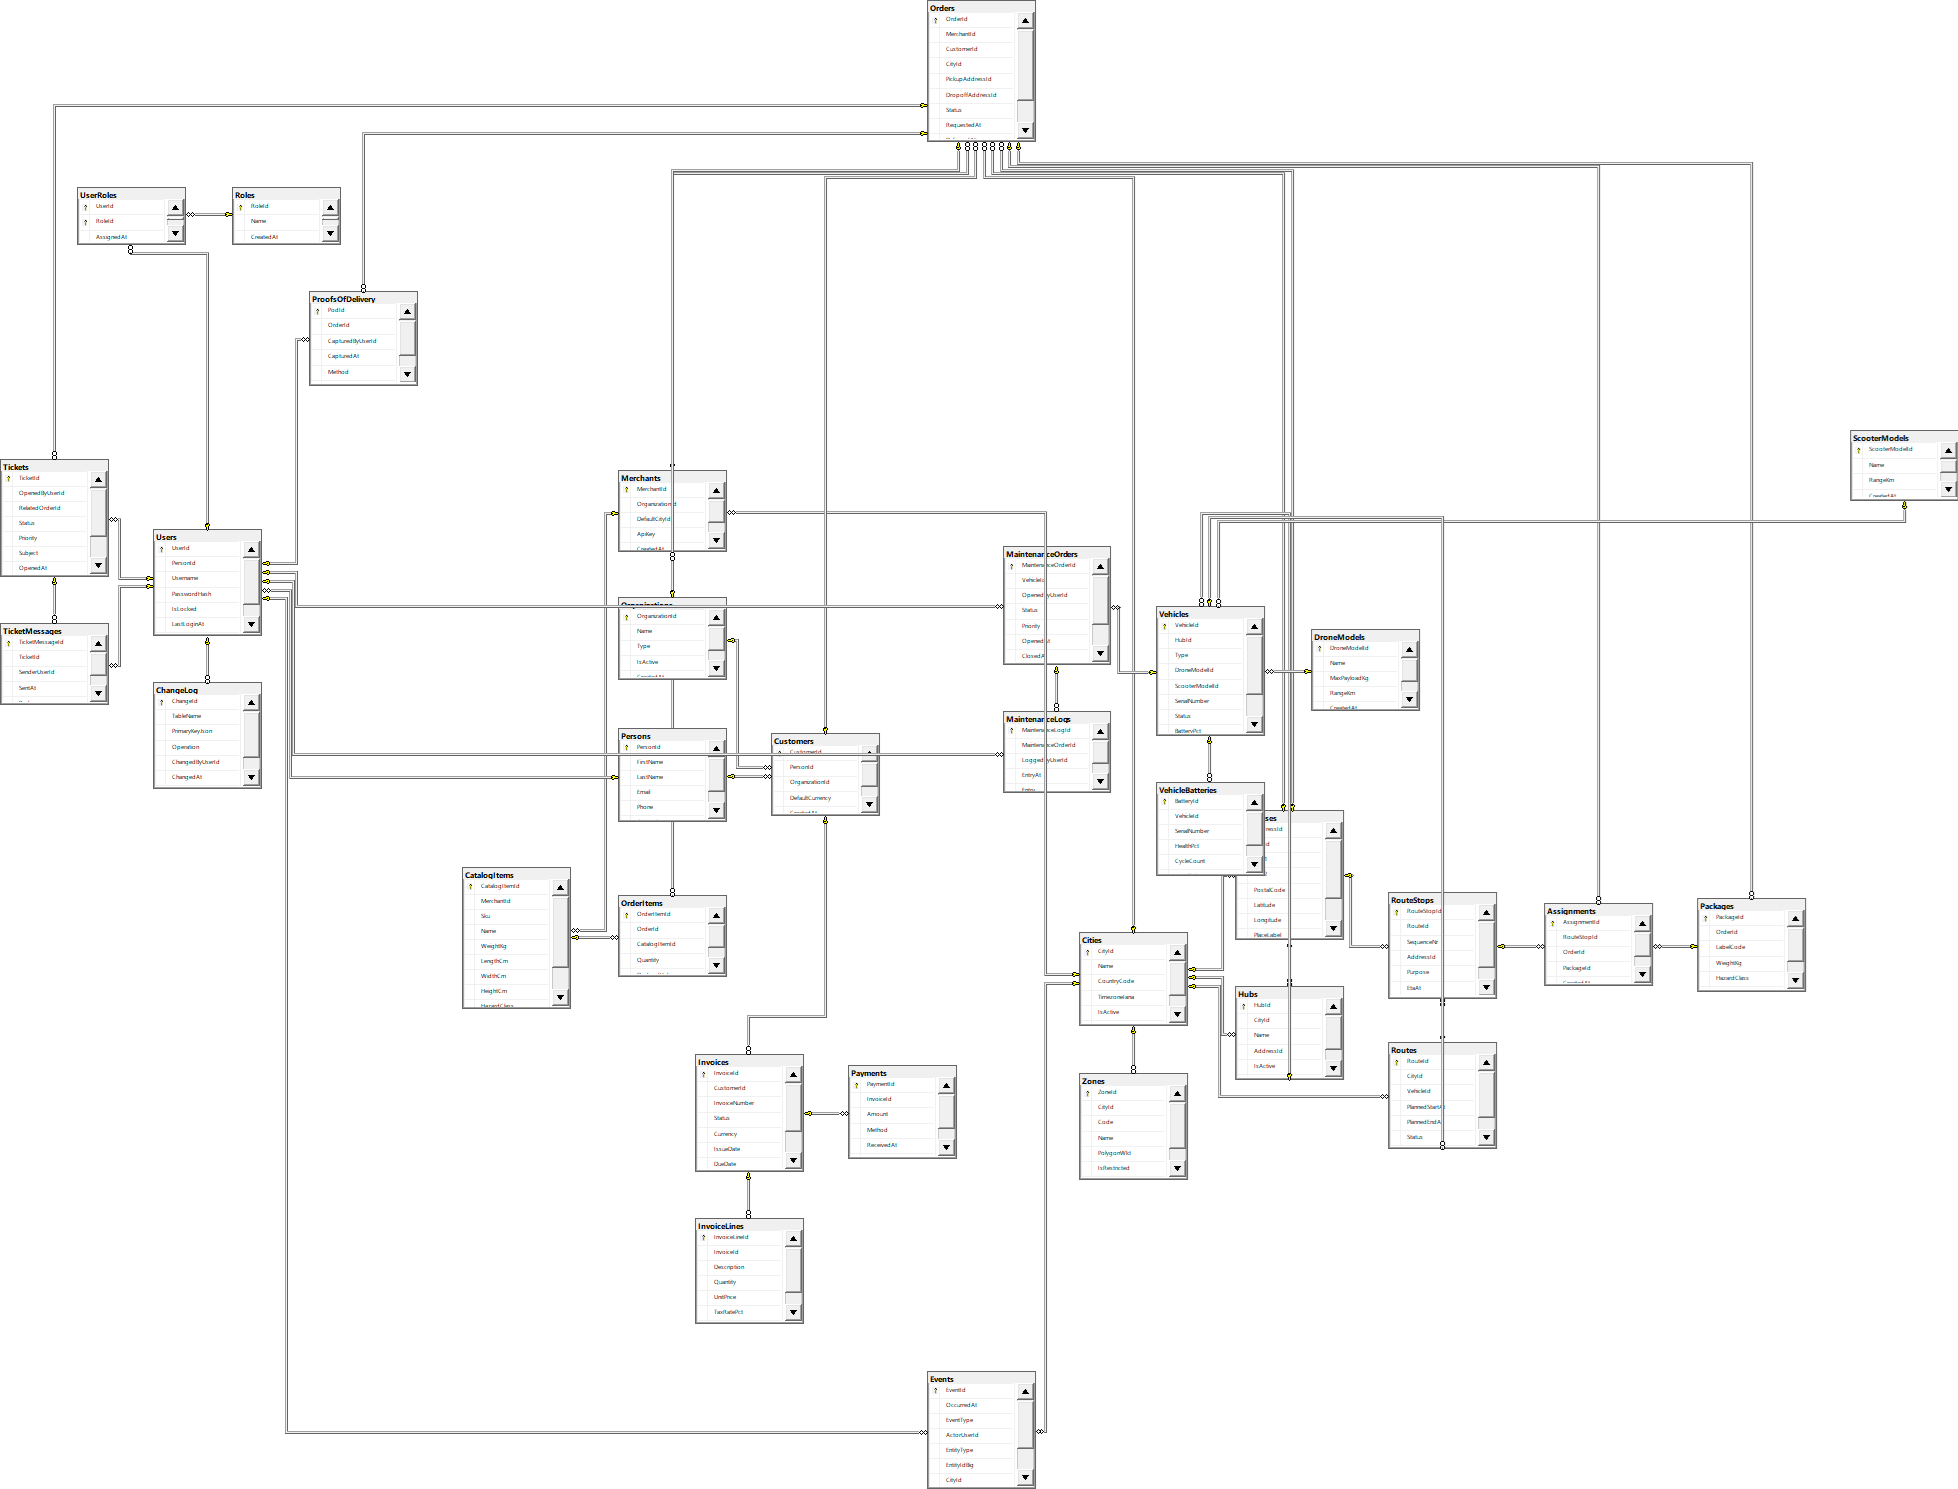 Orders
OrderId
MerchantId
CustomerId
CityId
PickupAddressId
DropoffAddressId
Status
RequestedAt
UserRoles
UserId
RoleId
AssignedAt
Roles
RoleId
Name
CreatedAt
ProofsOfDelivery
PodId
OrderId
CapturedByUserId
CapturedAt
Method
Tickets
TicketId
OpenedByUserId
RelatedOrderId
Status
Priority
Subject
OpenedAt
Users
UserId
PersonId
Username
PasswordHash
IsLocked
LastLoginAt
TicketMessages
TicketMessageId
TicketId
SenderUserId
SentAt
ChangeLog
ChangeId
TableName
PrimaryKeyJson
Operation
ChangedByUserId
ChangedAt
Merchants
MerchantId
OrganizationId
DefaultCityId
ApiKey
CreatedAt
Organizations
OrganizationId
Name
Type
IsActive
CreatedAt
Persons
PersonId
FirstName
LastName
Email
Phone
Customers
CustomerId
PersonId
OrganizationId
DefaultCurrency
CreatedAt
CatalogItems
CatalogItemId
MerchantId
Sku
Name
WeightKg
LengthCm
WidthCm
HeightCm
HazardClass
OrderItems
OrderItemId
OrderId
CatalogItemId
Quantity
MaintenanceOrders
MaintenanceOrderId
VehicleId
OpenedByUserId
Status
Priority
OpenedAt
ClosedAt
MaintenanceLogs
MaintenanceLogId
MaintenanceOrderId
LoggedByUserId
EntryAt
Entry
Vehicles
VehicleId
HubId
Type
DroneModelId
ScooterModelId
SerialNumber
Status
BatteryPct
DroneModels
DroneModelId
Name
MaxPayloadKg
RangeKm
CreatedAt
ScooterModels
ScooterModelId
Name
RangeKm
CreatedAt
VehicleBatteries
BatteryId
VehicleId
SerialNumber
HealthPct
CycleCount
ses
ressId
PostalCode
Latitude
Longitude
PlaceLabel
RouteStops
RouteStopId
RouteId
SequenceNr
AddressId
Purpose
EtaAt
Assignments
AssignmentId
RouteStopId
OrderId
PackageId
CreatedAt
Packages
PackageId
OrderId
LabelCode
WeightKg
HazardClass
Cities
CityId
Name
CountryCode
TimezoneIana
IsActive
Hubs
HubId
CityId
Name
AddressId
IsActive
Routes
RouteId
CityId
VehicleId
PlannedStartAt
PlannedEndA
Status
Zones
ZoneId
CityId
Code
Name
PolygonWkt
IsRestricted
Invoices
InvoiceId
CustomerId
InvoiceNumber
Status
Currency
IssueDate
DueDate
Payments
PaymentId
InvoiceId
Amount
Method
ReceivedAt
InvoiceLines
InvoiceLineId
InvoiceId
Description
Quantity
UnitPrice
TaxRatePct
Events
EventId
OccurredAt
EventType
ActorUserId
EntityType
EntityIdBig
CityId